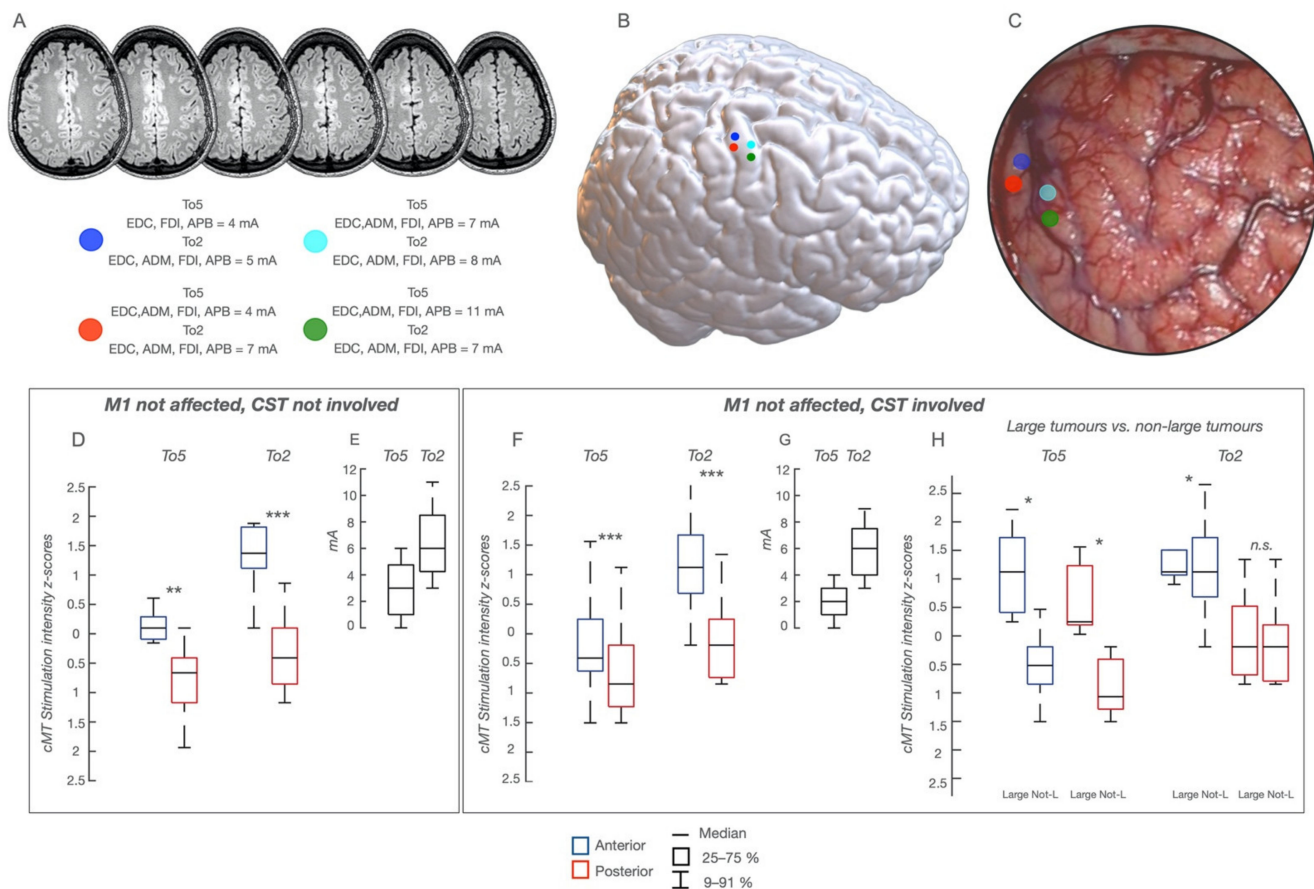 A
B
C
To5
EDC, FDI, APB = 4 mA
To2
EDC, ADM, FDI, APB = 5 mA
To5
EDC,ADM, FDI, APB = 7 mA
To2
EDC, ADM, FDI, APB = 8 mA
To5
EDC,ADM, FDI, APB = 4 mA
To2
EDC, ADM, FDI, APB = 7 mA
To5
EDC,ADM, FDI, APB = 11 mA
To2
EDC, ADM, FDI, APB = 7 mA
M1 not affected, CST not involved
D
To5
To2
cMT Stimulation intensity z-scores
2.5
2
1.5
1
0.5
0
0.5
1
1.5
2
2.5
**
***
E
To5 To2
mA
12
10
8
6
4
2
0
M1 not affected, CST involved
F
To5
To2
cMT Stimulation intensity z-scores
2.5
2
1.5
1
0.5
0
0.5
1
1.5
2
2.5
***
***
G
To5 To2
mA
12
10
8
6
4
2
0
H
Large tumours vs. non-large tumours
To5
To2
cMT Stimulation intensity z-scores
2.5
2
1.5
1
0.5
0
0.5
1
1.5
2
2.5
*
*
*
n.s.
Large Not-L
Large Not-L
Large Not-L
Large Not-L
Anterior
Posterior
Median
25–75 %
9–91 %